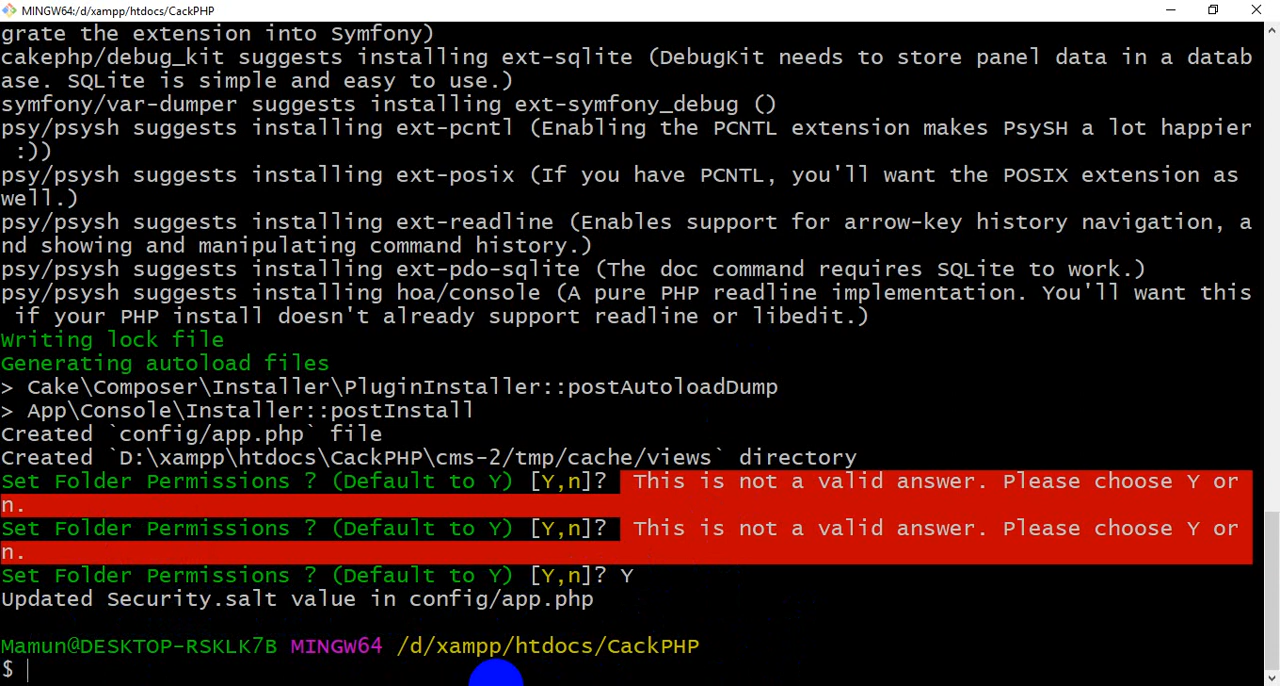 MINGW64:/d/xampp/htdocs/CackPHP
grate the extension into Symfony)
cakephp/debug_kit suggests installing ext-sqlite (DebugKit needs to store panel data in a datab
ase. SQLite is simple and easy to use.)
symfony/var-dumper suggests installing ext-symfony_debug ()
psy/psysh suggests installing ext-pcntl (Enabling the PCNTL extension makes PsySH a lot happier
 :))
psy/psysh suggests installing ext-posix (If you have PCNTL, you'll want the POSIX extension as
well.)
psy/psysh suggests installing ext-readline (Enables support for arrow-key history navigation, a
nd showing and manipulating command history.)
psy/psysh suggests installing ext-pdo-sqlite (The doc command requires SQLite to work.)
psy/psysh suggests installing hoa/console (A pure PHP readline implementation. You'll want this
 if your PHP install doesn't already support readline or libedit.)
Writing lock file
Generating autoload files
> Cake\Composer\Installer\PluginInstaller::postAutoloadDump
> App\Console\Installer::postInstall
Created `config/app.php` file
Created `D:\xampp\htdocs\CackPHP\cms-2/tmp/cache/views` directory
Set Folder Permissions ? (Default to Y) [Y,n]? This is not a valid answer. Please choose Y or
n.
Set Folder Permissions ? (Default to Y) [Y,n]? This is not a valid answer. Please choose Y or
n.
Set Folder Permissions ? (Default to Y) [Y,n]? Y
Updated Security.salt value in config/app.php
Mamun@DESKTOP-RSKLK7B MINGW64 /d/xampp/htdocs/CackPHP
$